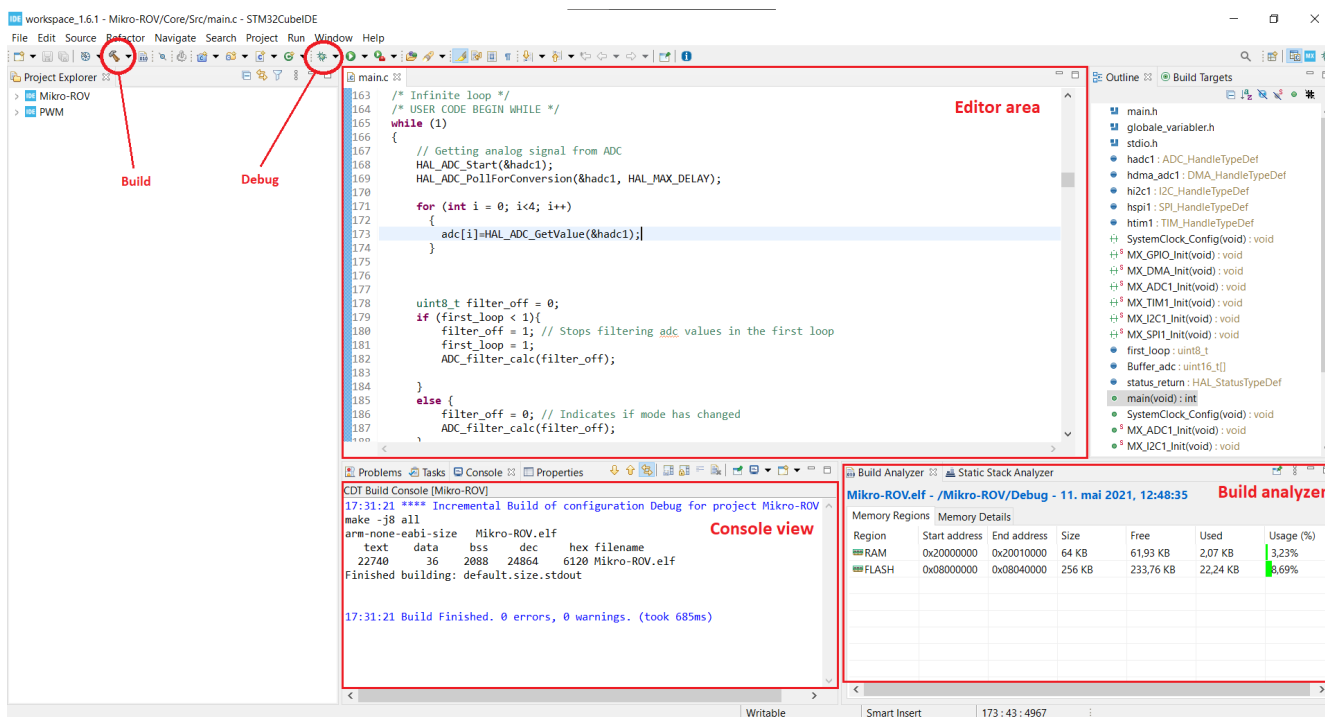 IDE workspace_1.6.1 - Mikro-ROV/Core/Src/main.c - STM32CubeIDE
File Edit Source Refactor Navigate Search Project Run Window Help
Project Explorer
Mikro-ROV
PWM
Build
Debug
main.c
Editor area
163 /* Infinite loop */
164 /* USER CODE BEGIN WHILE */
165 while (1)
166 {
167 // Getting analog signal from ADC
168 HAL_ADC_Start(&hadc1);
169 HAL_ADC_PollForConversion(&hadc1, HAL_MAX_DELAY);
170
171 for (int i = 0; i<4; i++)
172 {
173 adc[i]=HAL_ADC_GetValue(&hadc1);
174 }
175
176
177
178 uint8_t filter_off = 0;
179 if (first_loop < 1){
180 filter_off = 1; // Stops filtering adc values in the first loop
181 first_loop = 1;
182 ADC_filter_calc(filter_off);
183
184 }
185 else {
186 filter_off = 0; // Indicates if mode has changed
187 ADC_filter_calc(filter_off);
Outline Build Targets
main.h
globale_variabler.h
stdio.h
hadc1 : ADC_HandleTypeDef
hdma_adc1 : DMA_HandleTypeDef
hi2c1 : I2C_HandleTypeDef
hspi1 : SPI_HandleTypeDef
htim1 : TIM_HandleTypeDef
SystemClock_Config(void) : void
MX_GPIO_Init(void) : void
MX_DMA_Init(void) : void
MX_ADC1_Init(void) : void
MX_TIM1_Init(void) : void
MX_I2C1_Init(void) : void
MX_SPI1_Init(void) : void
first_loop : uint8_t
Buffer_adc : uint16_t[]
status_return : HAL_StatusTypeDef
main(void) : int
SystemClock_Config(void) : void
MX_ADC1_Init(void) : void
MX_I2C1_Init(void) : void
Problems Tasks Console Properties
CDT Build Console [Mikro-ROV]
17:31:21 **** Incremental Build of configuration Debug for project Mikro-ROV
make -j8 all
Console view
arm-none-eabi-size Mikro-ROV.elf
text data bss dec hex filename
22740 36 2088 24864 6120 Mikro-ROV.elf
Finished building: default.size.stdout
17:31:21 Build Finished. 0 errors, 0 warnings. (took 685ms)
Build Analyzer Static Stack Analyzer
Mikro-ROV.elf - /Mikro-ROV/Debug - 11. mai 2021, 12:48:35
Build analyzer
Memory Regions Memory Details
Region Start address End address Size Free Used Usage (%)
RAM 0x20000000 0x20010000 64 KB 61,93 KB 2,07 KB 3,23%
FLASH 0x08000000 0x08040000 256 KB 233,76 KB 22,24 KB 8,69%
Writable Smart Insert 173 : 43 : 4967